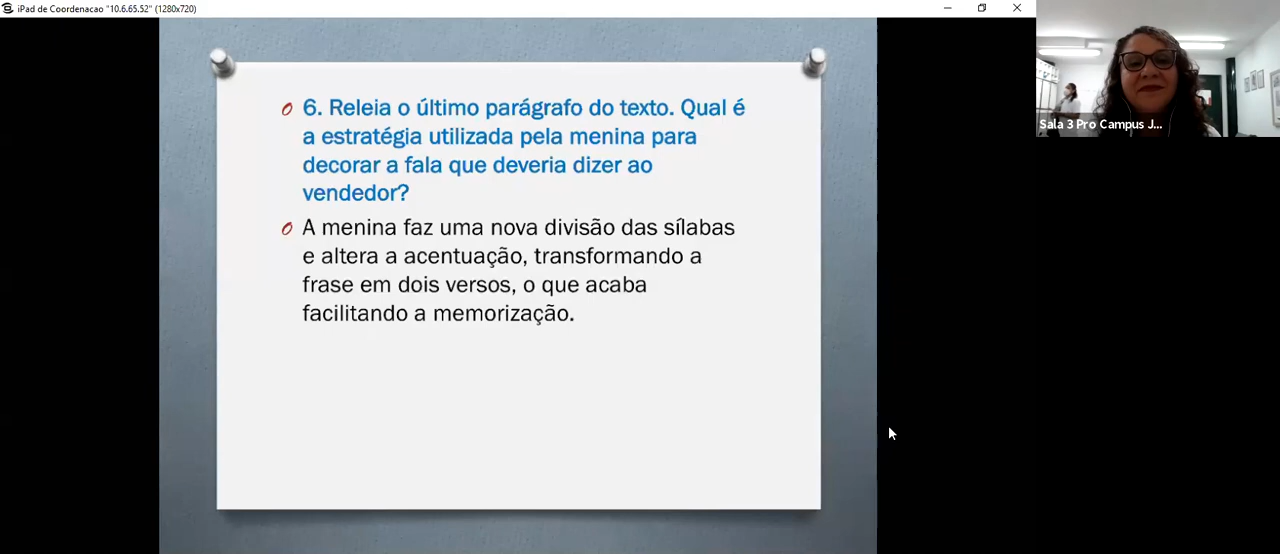 iPad de Coordenacao "10.6.65.52" (1280x720)
6. Releia o último parágrafo do texto. Qual é
a estratégia utilizada pela menina para
decorar a fala que deveria dizer ao
vendedor?
A menina faz uma nova divisão das sílabas
e altera a acentuação, transformando a
frase em dois versos, o que acaba
facilitando a memorização.
Sala 3 Pro Campus J...